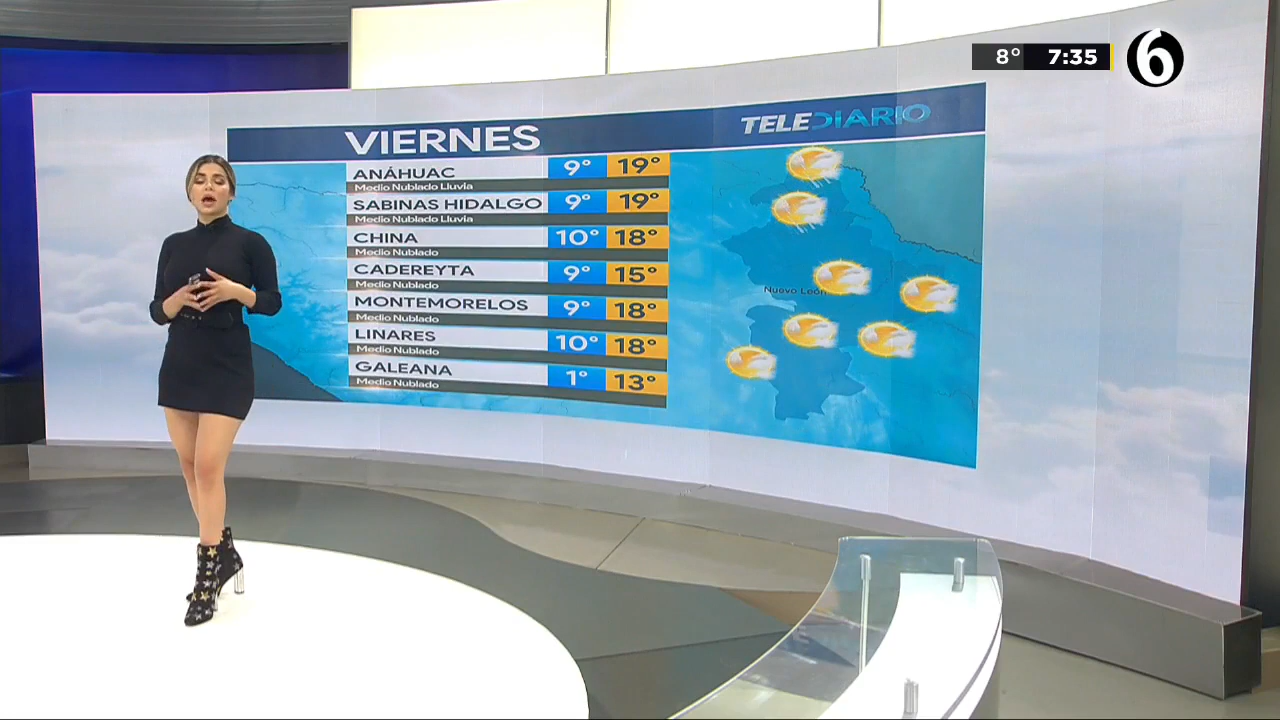 8° 7:35 6
VIERNES
TELEDIARIO
ANÁHUAC 9° 19°
Medio Nublado Lluvia
SABINAS HIDALGO 9° 19°
Medio Nublado Lluvia
CHINA 10° 18°
Medio Nublado
CADEREYTA 9° 15°
Medio Nublado
MONTEMORELOS 9° 18°
Medio Nublado
LINARES 10° 18°
Medio Nublado
GALEANA 1° 13°
Medio Nublado
Nuevo León